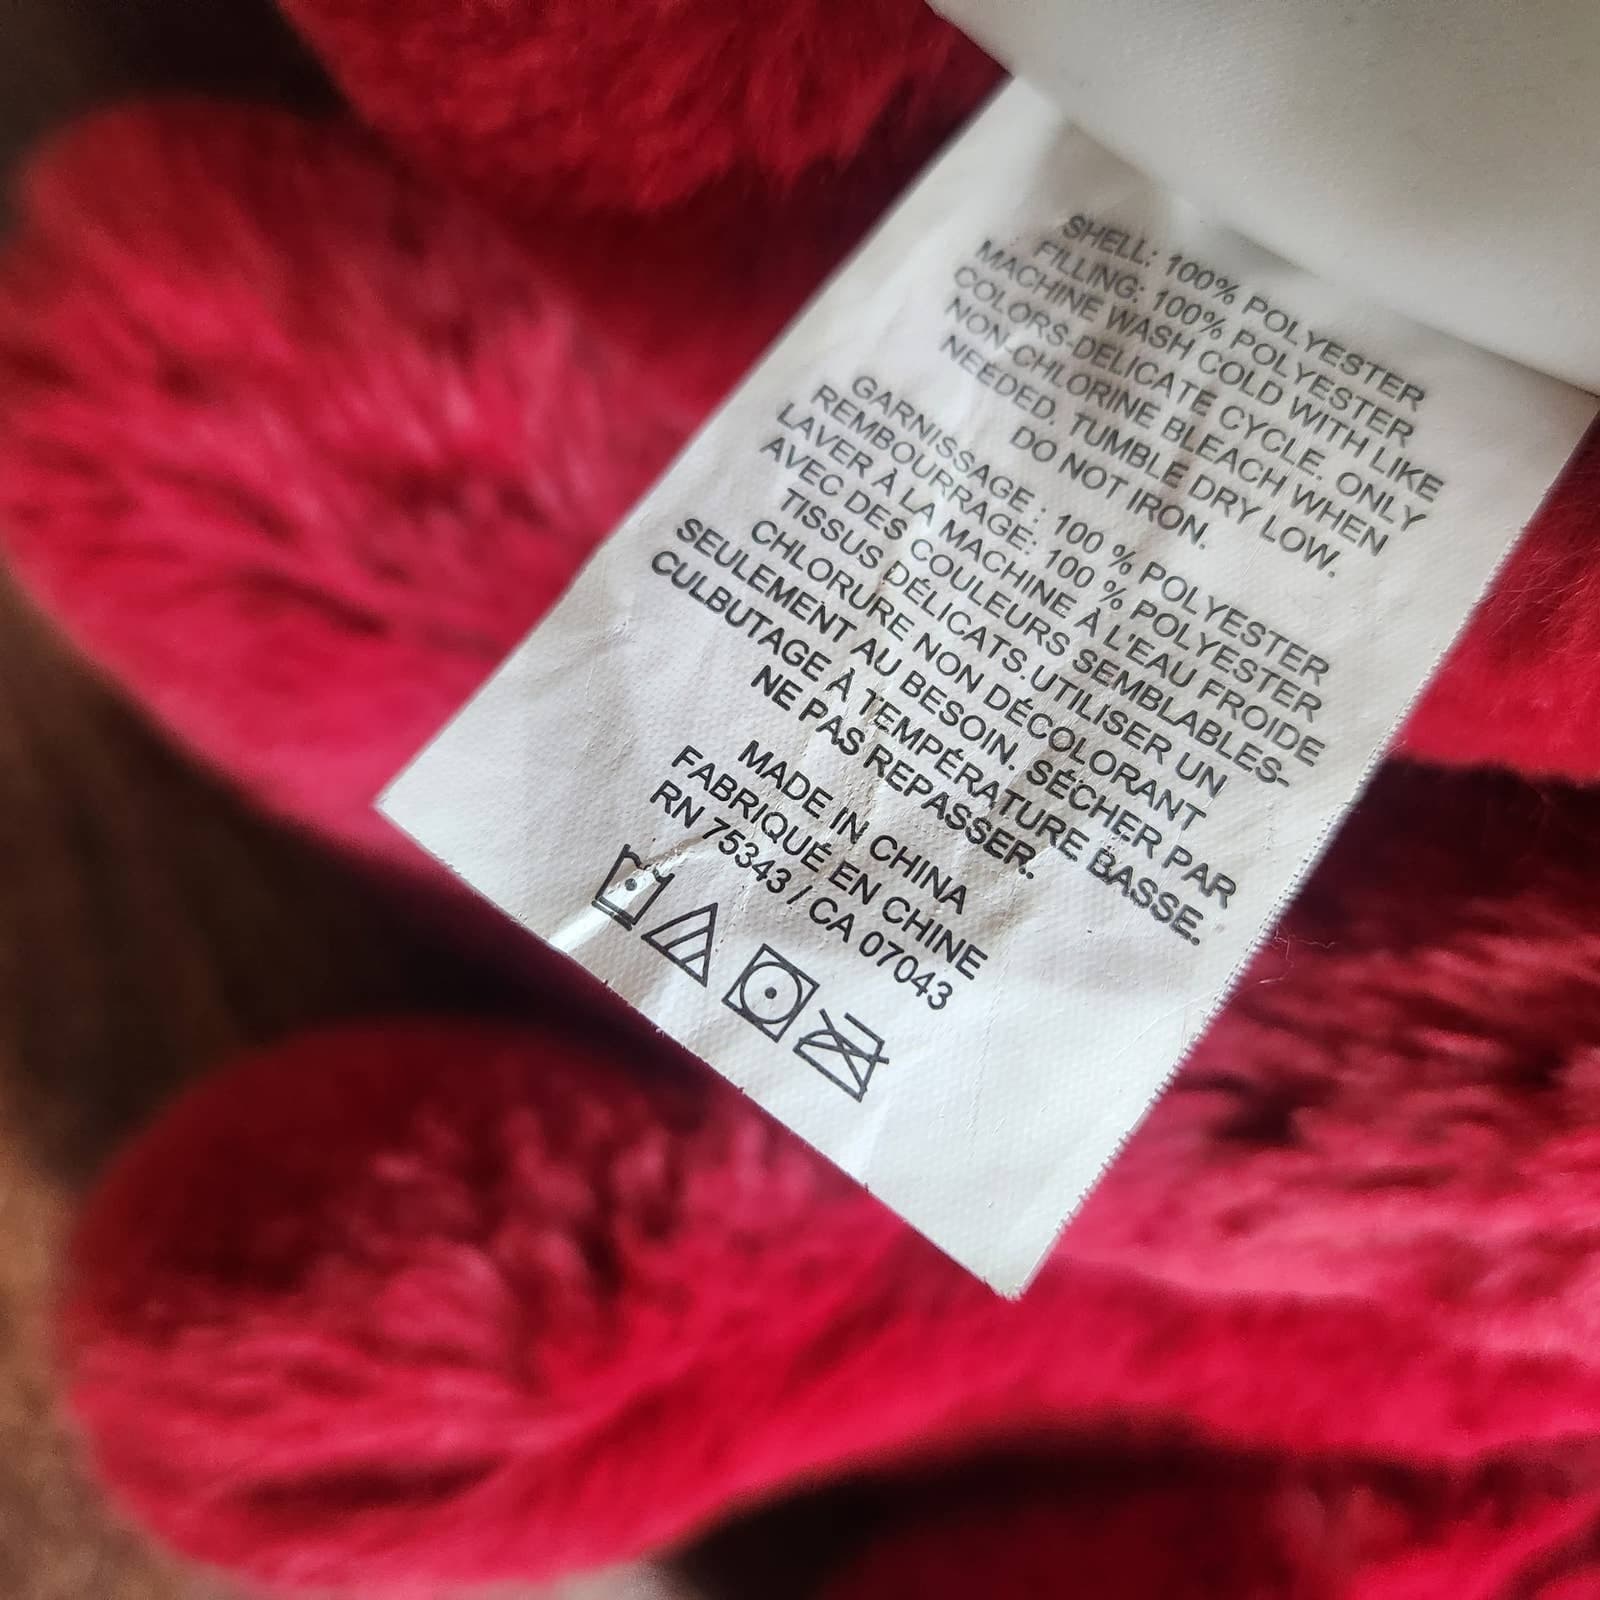 SHELL: 100% POLYESTER
FILLING: 100% POLYESTER
MACHINE WASH COLD WITH LIKE
COLORS-DELICATE CYCLE. ONLY
NON-CHLORINE BLEACH WHEN
NEEDED. TUMBLE DRY LOW.
DO NOT IRON.
GARNISSAGE : 100 % POLYESTER
REMBOURRAGE: 100 % POLYESTER
LAVER À LA MACHINE À L'EAU FROIDE
AVEC DES COULEURS SEMBLABLES-
TISSUS DÉLICATS.UTILISER UN
CHLORURE NON DÉCOLORANT
SEULEMENT AU BESOIN. SÉCHER PAR
CULBUTAGE À TEMPÉRATURE BASSE.
NE PAS REPASSER.
MADE IN CHINA
FABRIQUÉ EN CHINE
RN 75343 / CA 07043